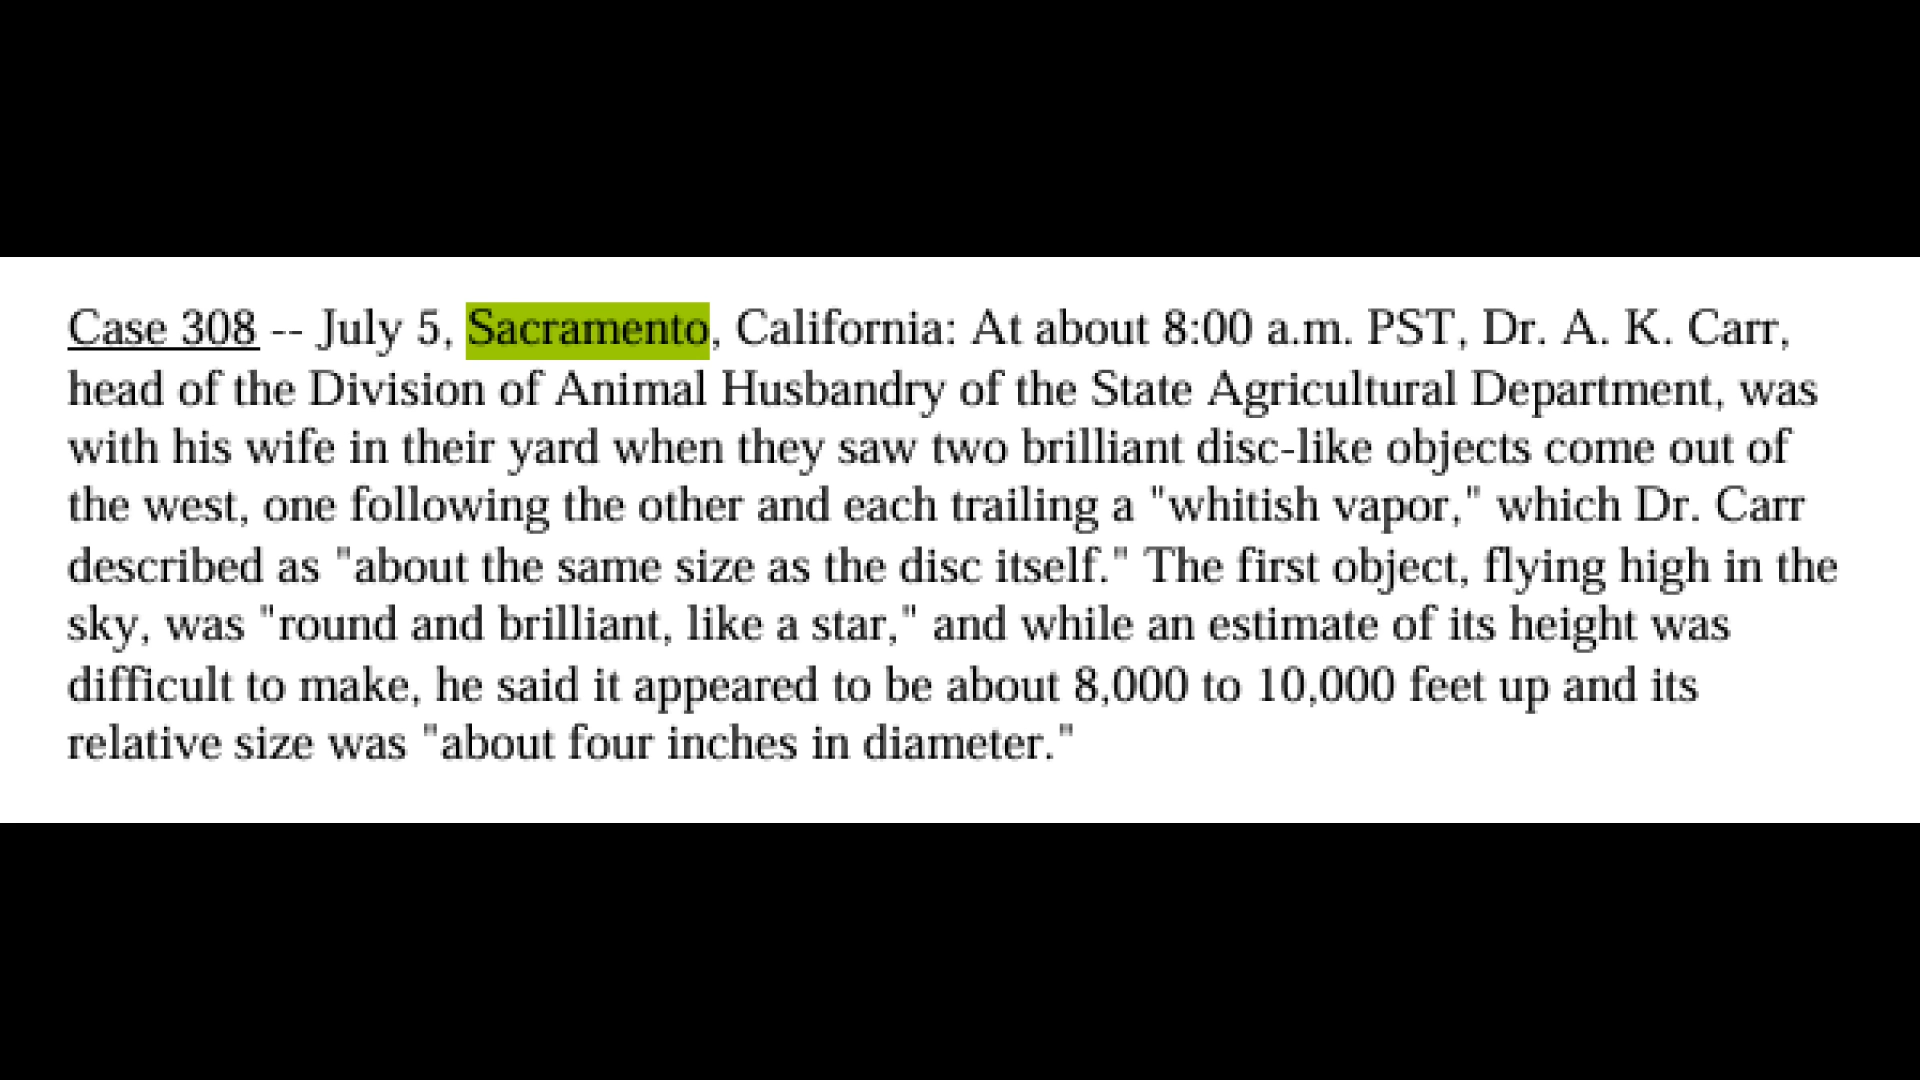 Case 308 -- July 5, Sacramento, California: At about 8:00 a.m. PST, Dr. A. K. Carr,
head of the Division of Animal Husbandry of the State Agricultural Department, was
with his wife in their yard when they saw two brilliant disc-like objects come out of
the west, one following the other and each trailing a "whitish vapor," which Dr. Carr
described as "about the same size as the disc itself." The first object, flying high in the
sky, was "round and brilliant, like a star," and while an estimate of its height was
difficult to make, he said it appeared to be about 8,000 to 10,000 feet up and its
relative size was "about four inches in diameter."